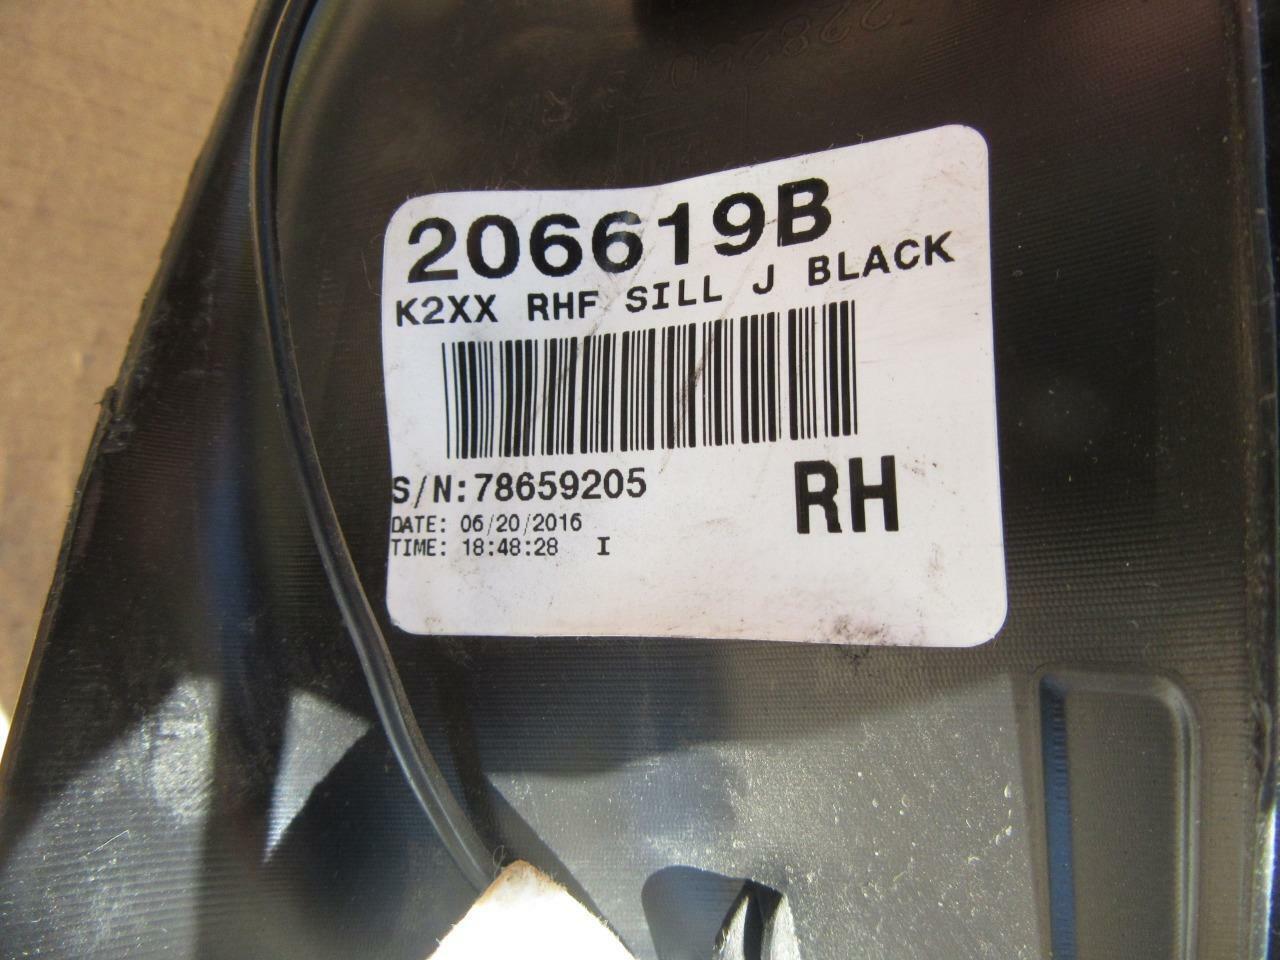 206619B
K2XX RHF SILL J BLACK
S/N:78659205
RH
DATE: 06/20/2016
TIME: 18:48:28 I